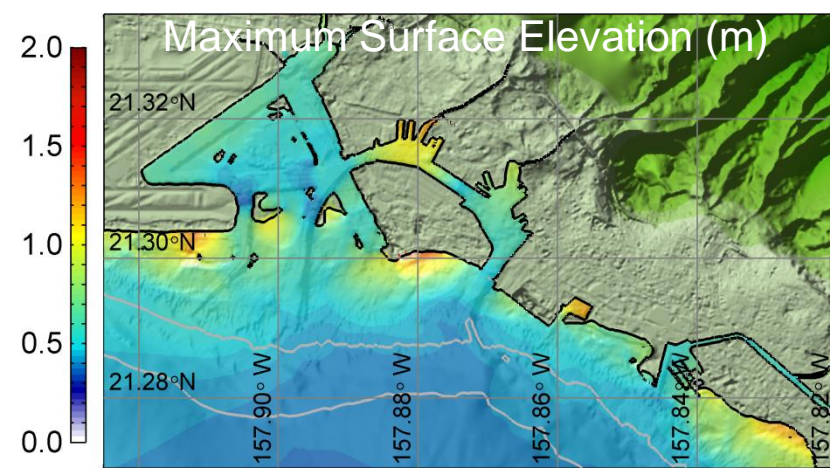 Maximum Surface Elevation (m)
2.0
1.5
1.0
0.5
0.0
21.32°N
21.30°N
21.28°N
157.90° W
157.88° W
157.86° W
157.84° W
157.82° W